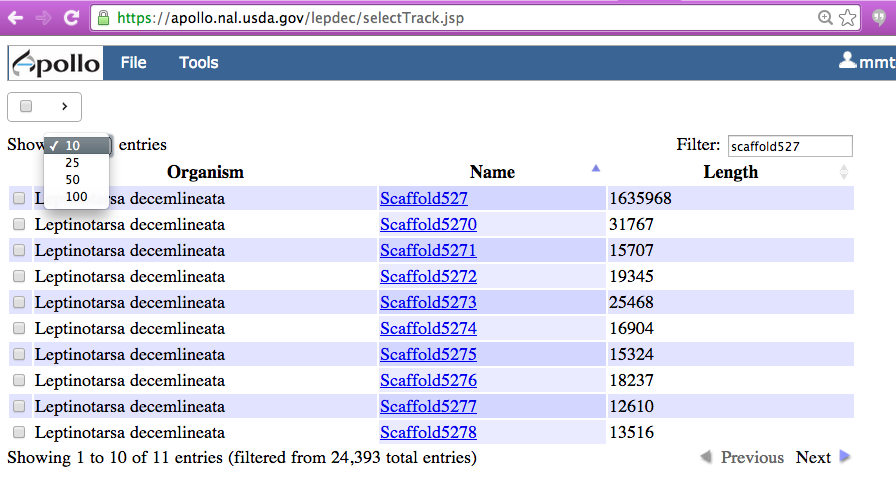 https://apollo.nal.usda.gov/lepdec/selectTrack.jsp
Apollo File Tools mmt
Show entries Filter: scaffold527
✓ 10
25
50
100
Organism Name Length
Leptinotarsa decemlineata Scaffold527 1635968
Leptinotarsa decemlineata Scaffold5270 31767
Leptinotarsa decemlineata Scaffold5271 15707
Leptinotarsa decemlineata Scaffold5272 19345
Leptinotarsa decemlineata Scaffold5273 25468
Leptinotarsa decemlineata Scaffold5274 16904
Leptinotarsa decemlineata Scaffold5275 15324
Leptinotarsa decemlineata Scaffold5276 18237
Leptinotarsa decemlineata Scaffold5277 12610
Leptinotarsa decemlineata Scaffold5278 13516
Showing 1 to 10 of 11 entries (filtered from 24,393 total entries) Previous Next